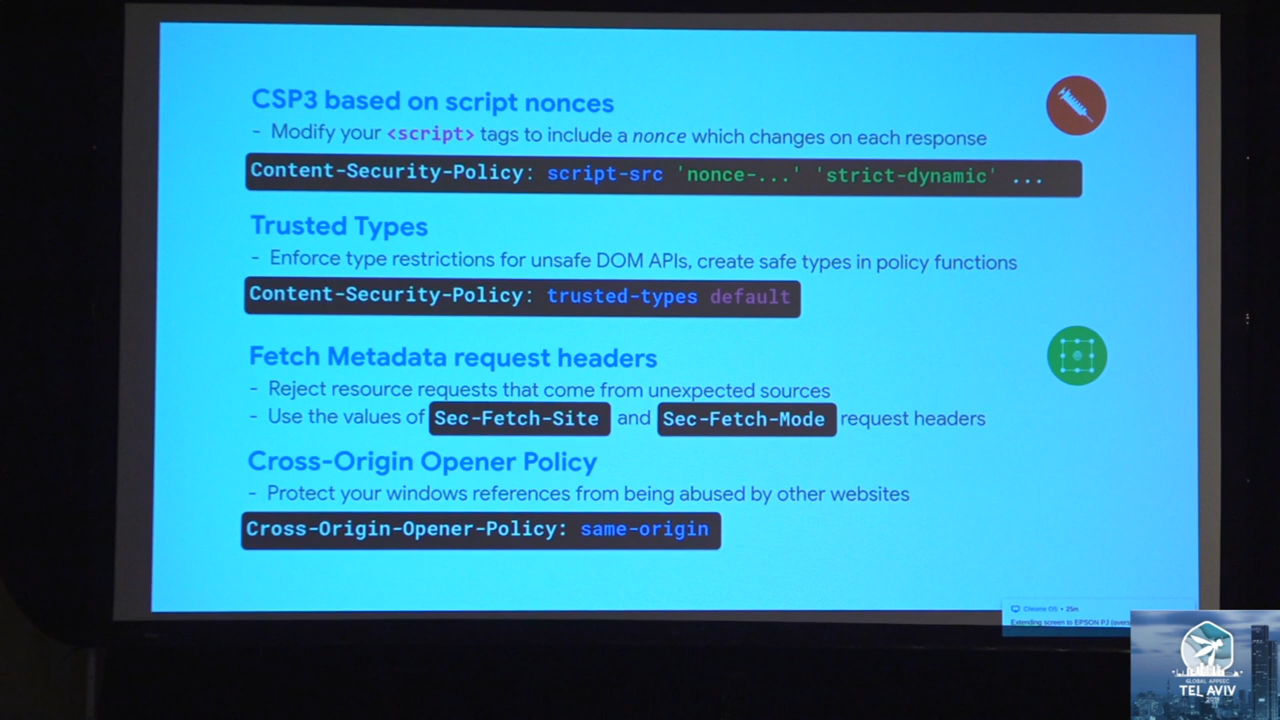 CSP3 based on script nonces
- Modify your <script> tags to include a nonce which changes on each response
Content-Security-Policy: script-src 'nonce-...' 'strict-dynamic' ...
Trusted Types
- Enforce type restrictions for unsafe DOM APIs, create safe types in policy functions
Content-Security-Policy: trusted-types default
Fetch Metadata request headers
- Reject resource requests that come from unexpected sources
- Use the values of Sec-Fetch-Site and Sec-Fetch-Mode request headers
Cross-Origin Opener Policy
- Protect your windows references from being abused by other websites
Cross-Origin-Opener-Policy: same-origin
Chrome OS • 25m
Extending screen to EPSON PJ
GLOBAL APPSEC
TEL AVIV